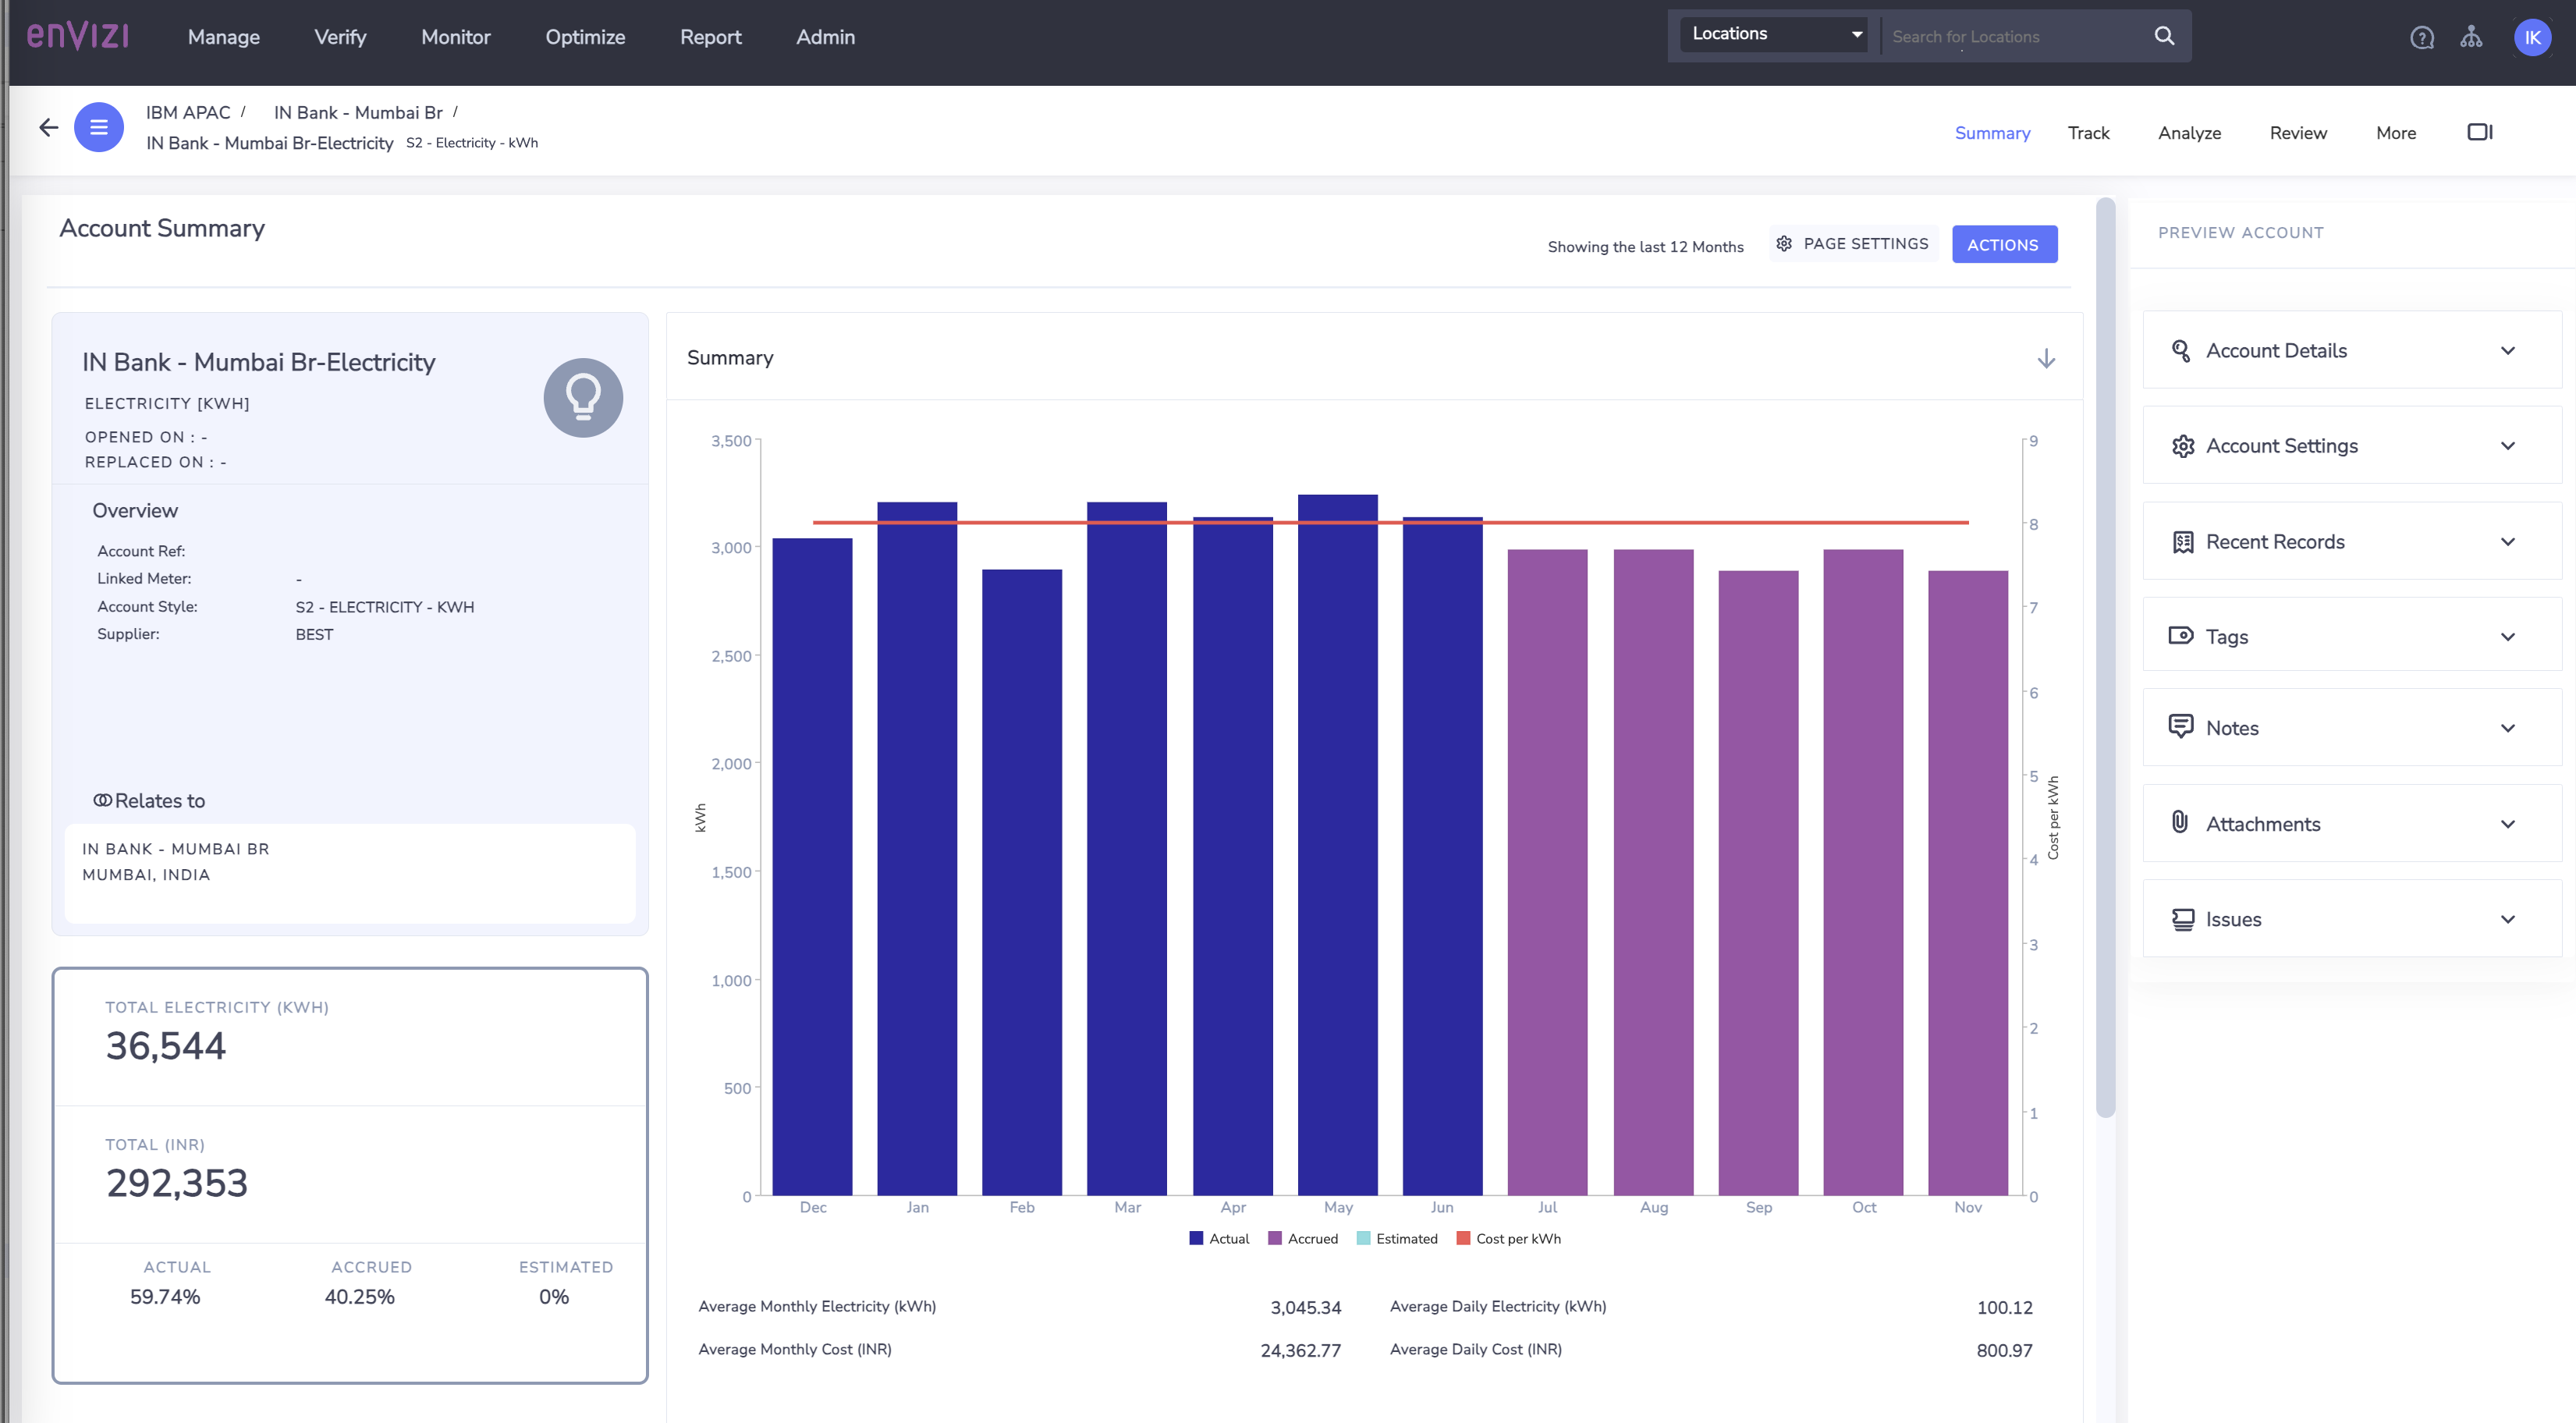 enVIZI
Manage Verify Monitor Optimize Report Admin
Locations Search for Locations
IK
IBM APAC / IN Bank - Mumbai Br /
IN Bank - Mumbai Br-Electricity S2 - Electricity - kWh
Summary Track Analyze Review More
Account Summary
Showing the last 12 Months PAGE SETTINGS ACTIONS
IN Bank - Mumbai Br-Electricity
ELECTRICITY [KWH]
OPENED ON : -
REPLACED ON : -
Overview
Account Ref:
Linked Meter: -
Account Style: S2 - ELECTRICITY - KWH
Supplier: BEST
Relates to
IN BANK - MUMBAI BR
MUMBAI, INDIA
TOTAL ELECTRICITY (KWH)
36,544
TOTAL (INR)
292,353
ACTUAL ACCRUED ESTIMATED
59.74% 40.25% 0%
Summary
3,500
3,000
2,500
2,000
1,500
1,000
500
0
kWh
9
8
7
6
5
4
3
2
1
0
Cost per kWh
Dec Jan Feb Mar Apr May Jun Jul Aug Sep Oct Nov
Actual Accrued Estimated Cost per kWh
Average Monthly Electricity (kWh) 3,045.34 Average Daily Electricity (kWh) 100.12
Average Monthly Cost (INR) 24,362.77 Average Daily Cost (INR) 800.97
PREVIEW ACCOUNT
Account Details
Account Settings
Recent Records
Tags
Notes
Attachments
Issues